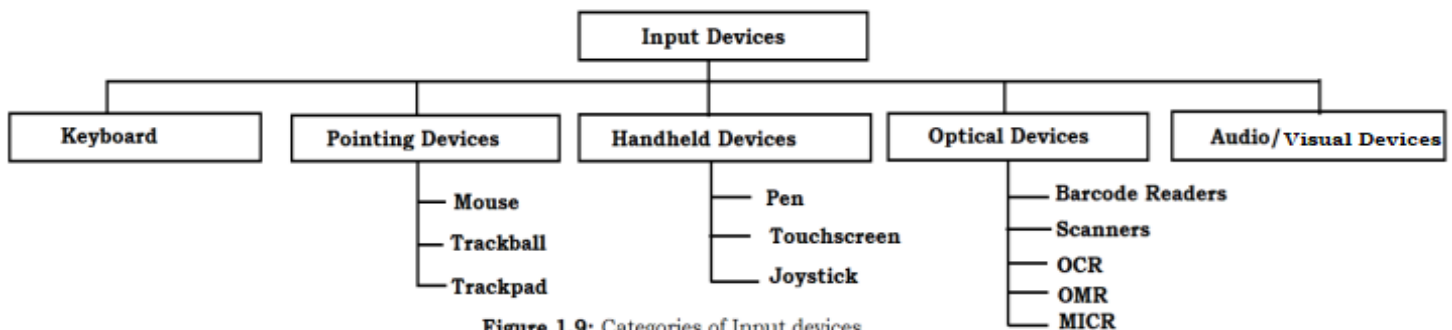 Input Devices
Keyboard
Pointing Devices
Handheld Devices
Optical Devices
Audio/Visual Devices
Mouse
Trackball
Trackpad
Pen
Touchscreen
Joystick
Barcode Readers
Scanners
OCR
OMR
MICR
Figure 1.9: Categories of Input devices